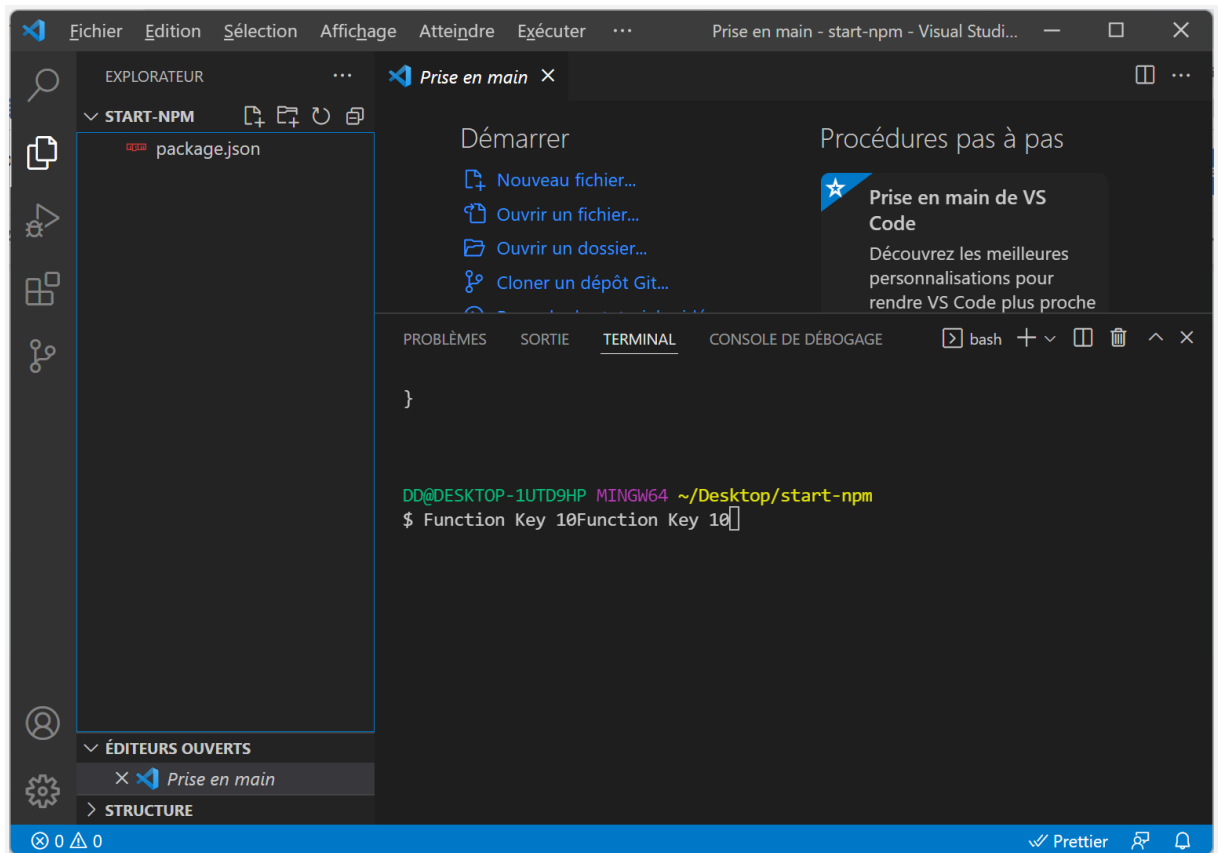 Fichier Edition Sélection Affichage Atteindre Exécuter ··· Prise en main - start-npm - Visual Studi...
EXPLORATEUR ···
START-NPM
package.json
Prise en main
···
Démarrer
Nouveau fichier...
Ouvrir un fichier...
Ouvrir un dossier...
Cloner un dépôt Git...
Procédures pas à pas
Prise en main de VS
Code
Découvrez les meilleures
personnalisations pour
rendre VS Code plus proche
PROBLÈMES SORTIE TERMINAL CONSOLE DE DÉBOGAGE bash
}
DD@DESKTOP-1UTD9HP MINGW64 ~/Desktop/start-npm
$ Function Key 10Function Key 10
ÉDITEURS OUVERTS
Prise en main
STRUCTURE
0 0 Prettier